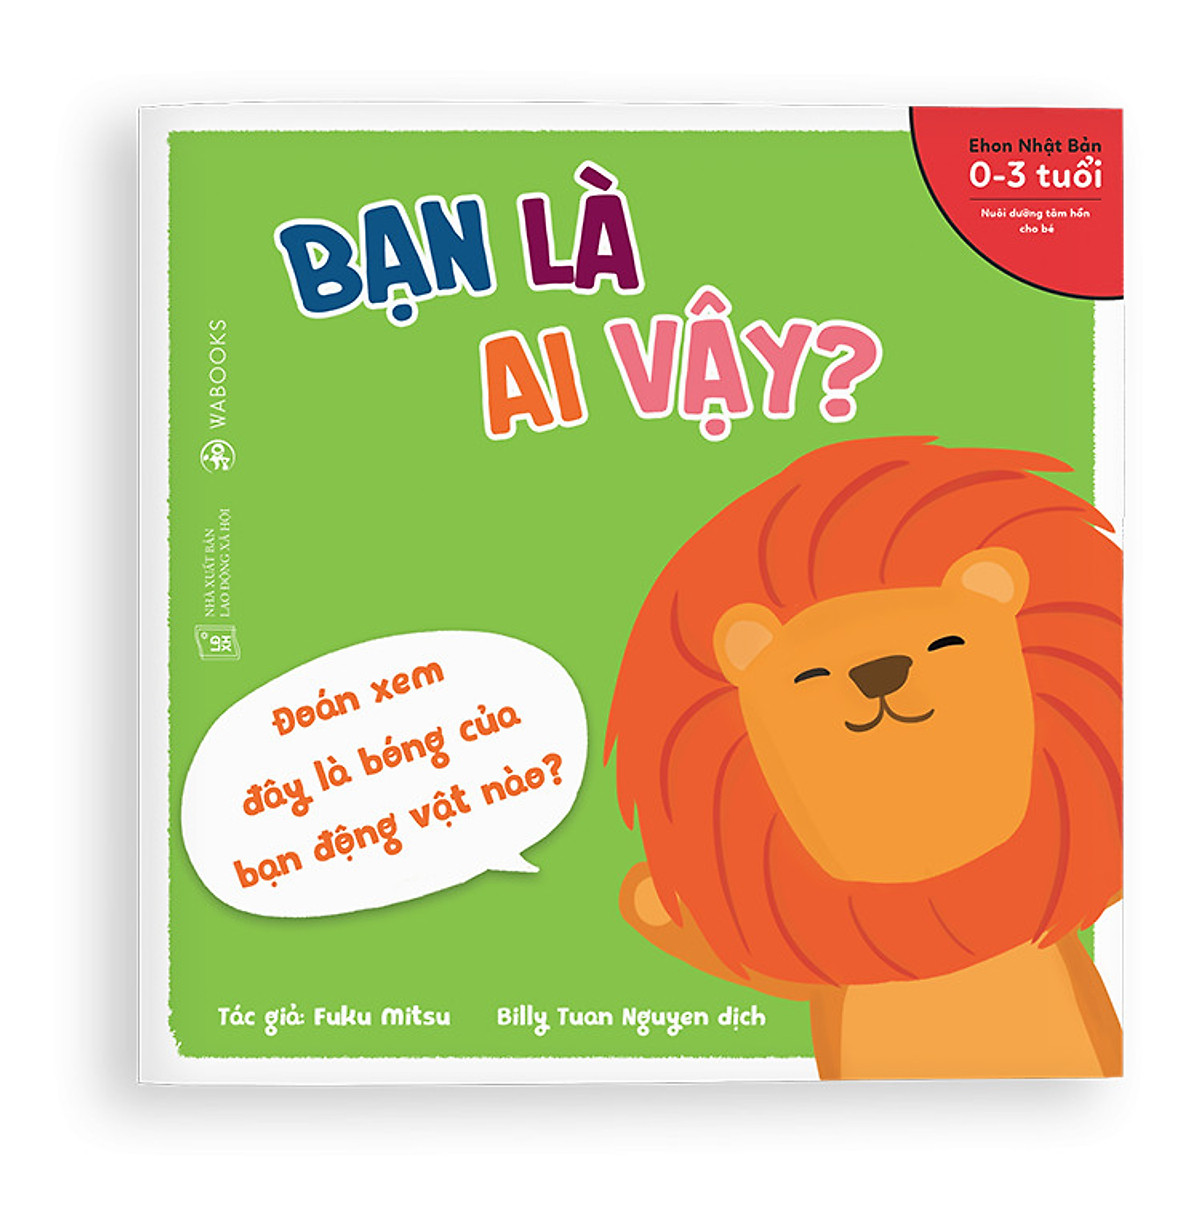 Ehon Nhật Bản
0-3 tuổi
Nuôi dưỡng tâm hồn
cho bé
BẠN LÀ
AI VẬY?
WABOOKS
NHÀ XUẤT BẢN
LAO ĐỘNG XÃ HỘI
LĐ
XH
Đoán xem
đây là bóng của
bạn động vật nào?
Tác giả: Fuku Mitsu
Billy Tuan Nguyen dịch